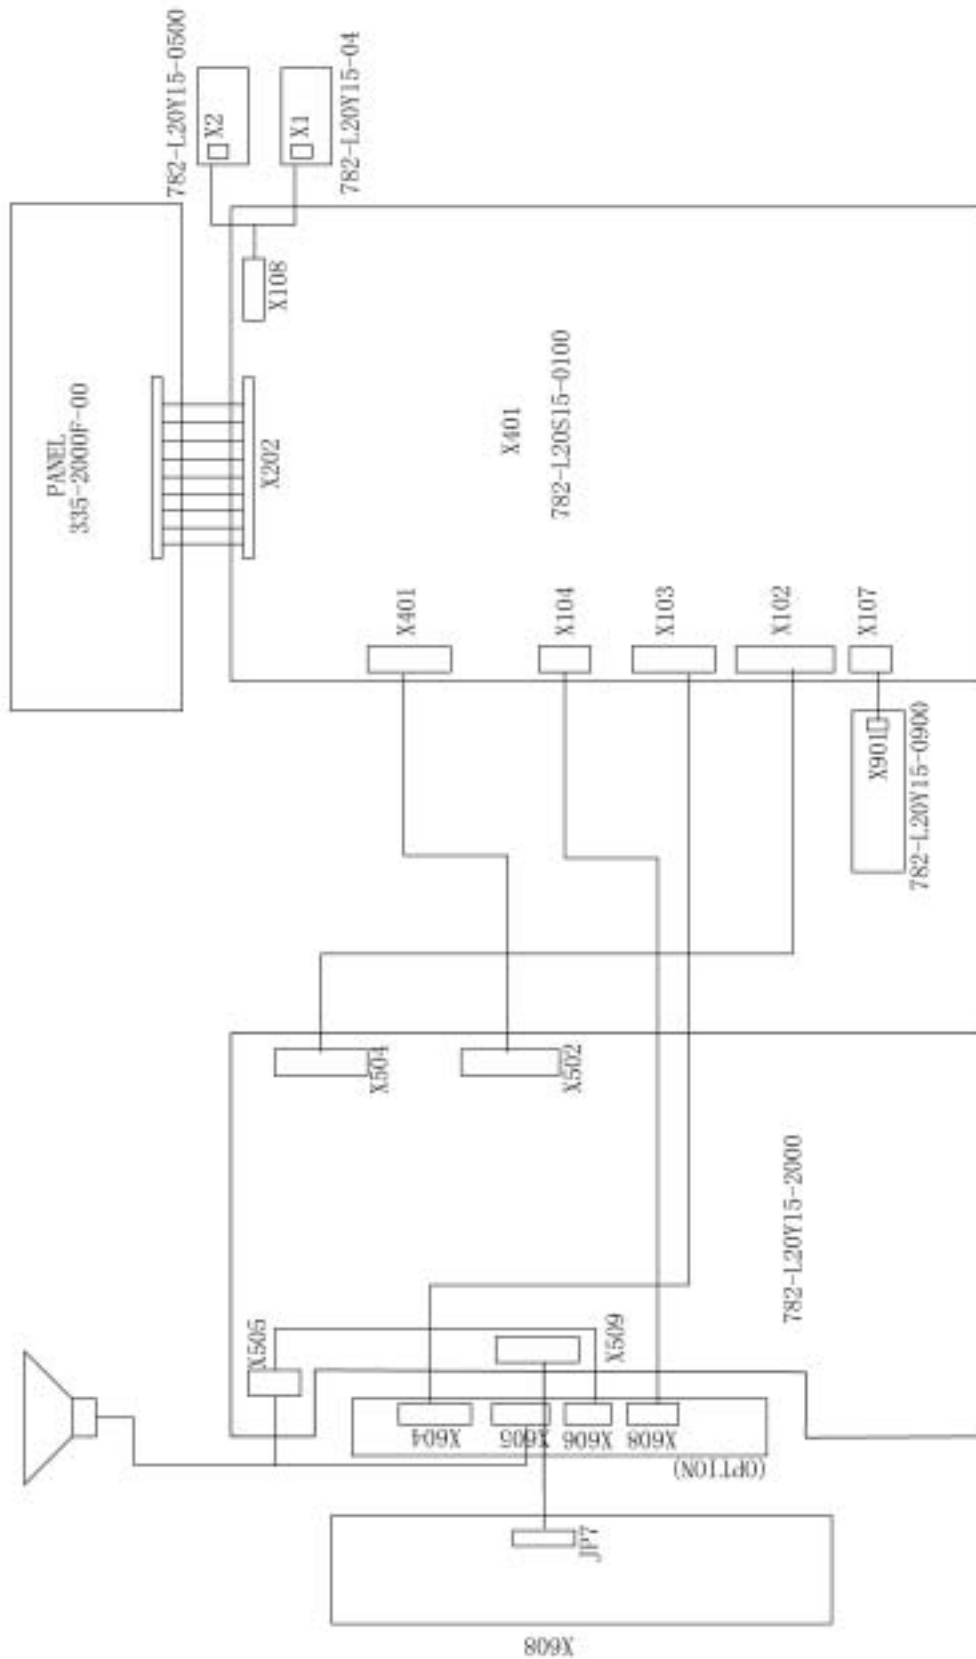 782-L20Y15-0500
X2
X1
782-L20Y15-04
X108
PANEL
335-2000F-00
X202
X401
782-L20S15-0100
X401
X104
X103
X102
X107
X901
782-L20Y15-0900
X504
X502
782-L20Y15-2000
X505
X509
X604
X605
X606
X608
(OPTION)
JP7
X608